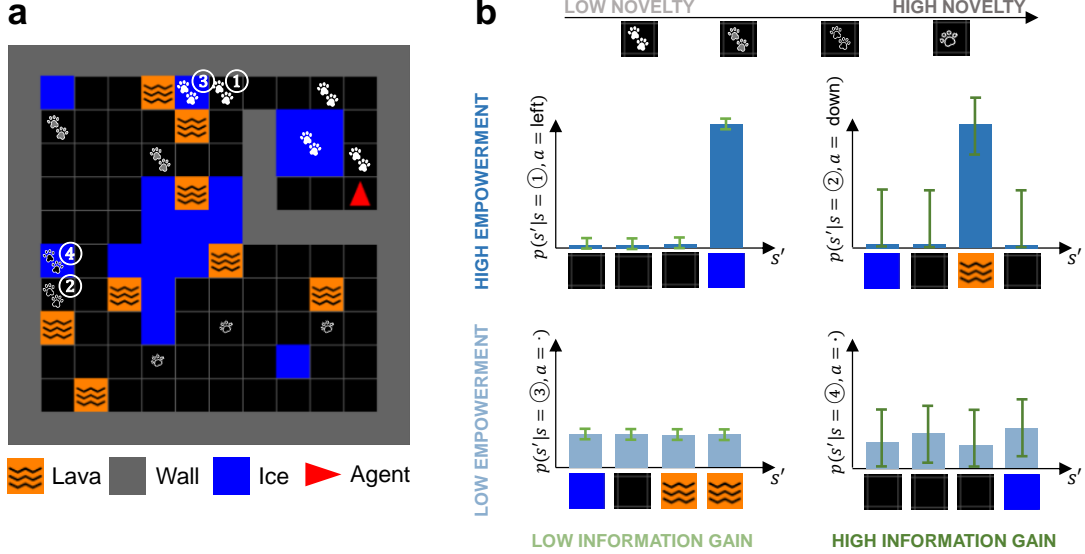 a
③ ①
④
②
Lava Wall Ice Agent
b
LOW NOVELTY HIGH NOVELTY
HIGH EMPOWERMENT
p(s′|s = ①, a = left)
s′
p(s′|s = ②, a = down)
s′
LOW EMPOWERMENT
p(s′|s = ③, a = ·)
s′
p(s′|s = ④, a = ·)
s′
LOW INFORMATION GAIN HIGH INFORMATION GAIN